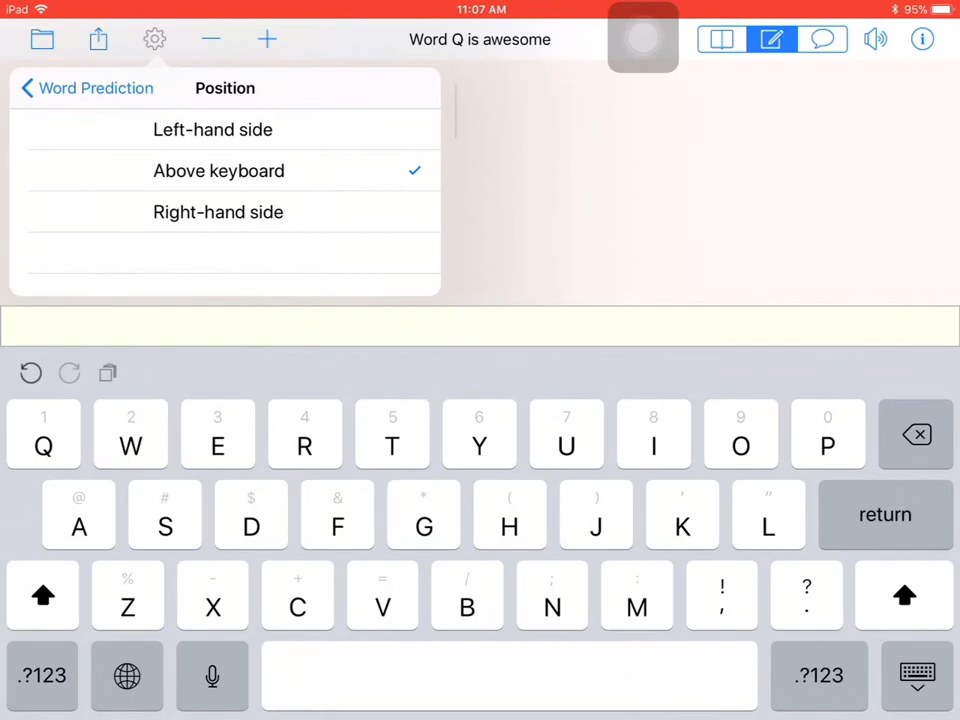 iPad 11:07 AM 95%
Word Q is awesome
Word Prediction Position
Left-hand side
Above keyboard
Right-hand side
1 2 3 4 5 6 7 8 9 0
Q W E R T Y U I O P
@ # $ & * ( ) ' "
A S D F G H J K L return
% - + = / ; : ! ?
Z X C V B N M , .
.?123 .?123